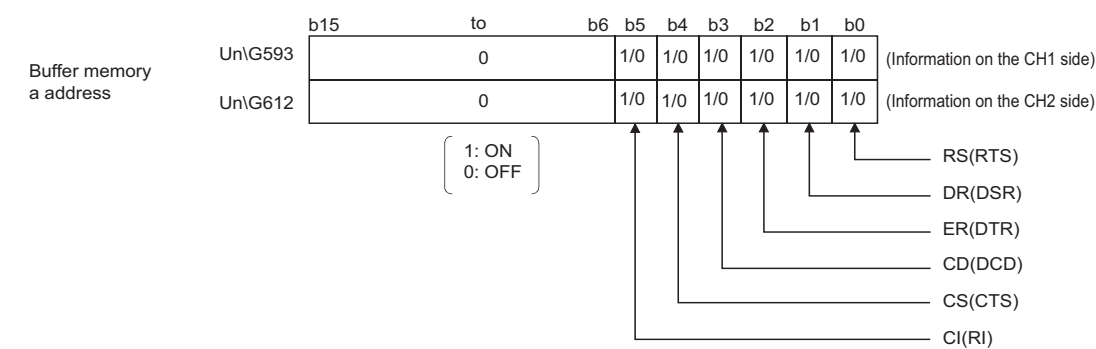 b15 to b6 b5 b4 b3 b2 b1 b0
Buffer memory
a address
Un\G593 0 1/0 1/0 1/0 1/0 1/0 1/0 (Information on the CH1 side)
Un\G612 0 1/0 1/0 1/0 1/0 1/0 1/0 (Information on the CH2 side)
1: ON
0: OFF
RS(RTS)
DR(DSR)
ER(DTR)
CD(DCD)
CS(CTS)
CI(RI)